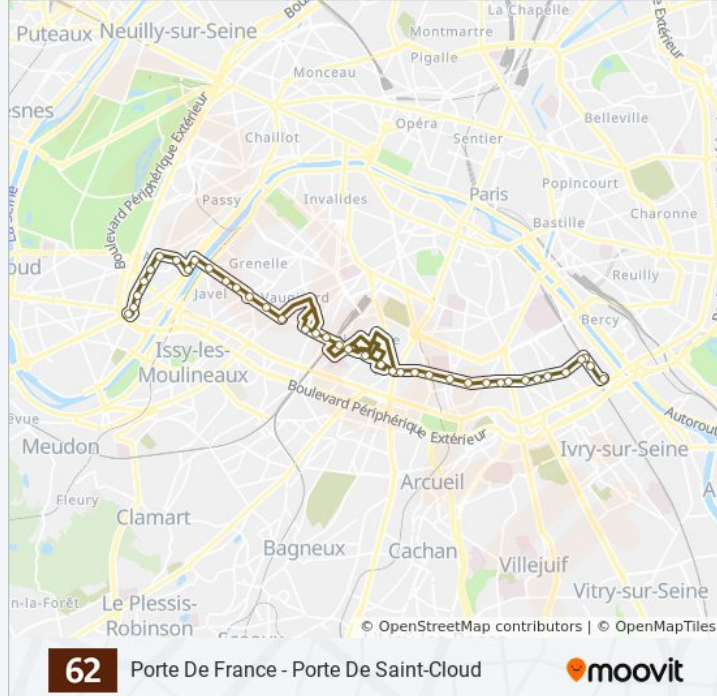 La Chapelle
Puteaux
Neuilly-sur-Seine
Montmartre
Pigalle
Monceau
esnes
Boulevard Périphérique Extérieur
Belleville
Opéra
Chaillot
Sentier
Passy
Invalides
Paris
Popincourt
Charonne
Bastille
La Seine
oud
Grenelle
Reuilly
Javel
Vaugirard
Bercy
Issy-les-
Moulineaux
Boulevard Périphérique Extérieur
Autorout
Meudon
Ivry-sur-Seine
Arcueil
Fleury
Clamart
Bagneux
Cachan
Villejuif
n-la-Forêt
Le Plessis-
Robinson
Vitry-sur-Seine
© OpenStreetMap contributors | © OpenMapTiles
62 Porte De France - Porte De Saint-Cloud
moovit